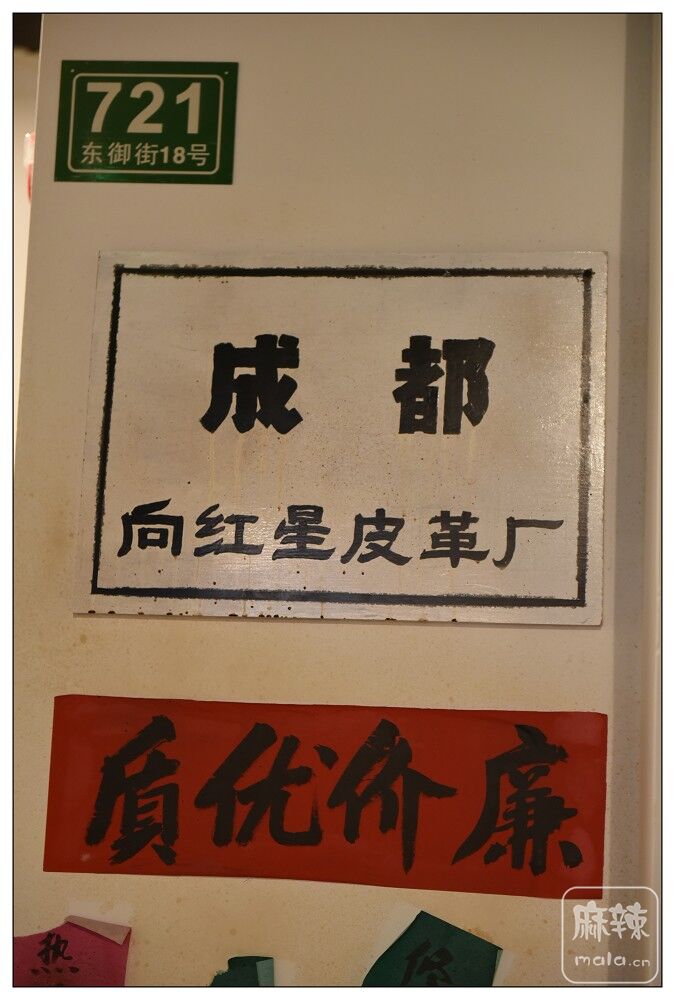 721
东御街18号
成都
向红星皮革厂
质优价廉
热
麻辣
mala.cn